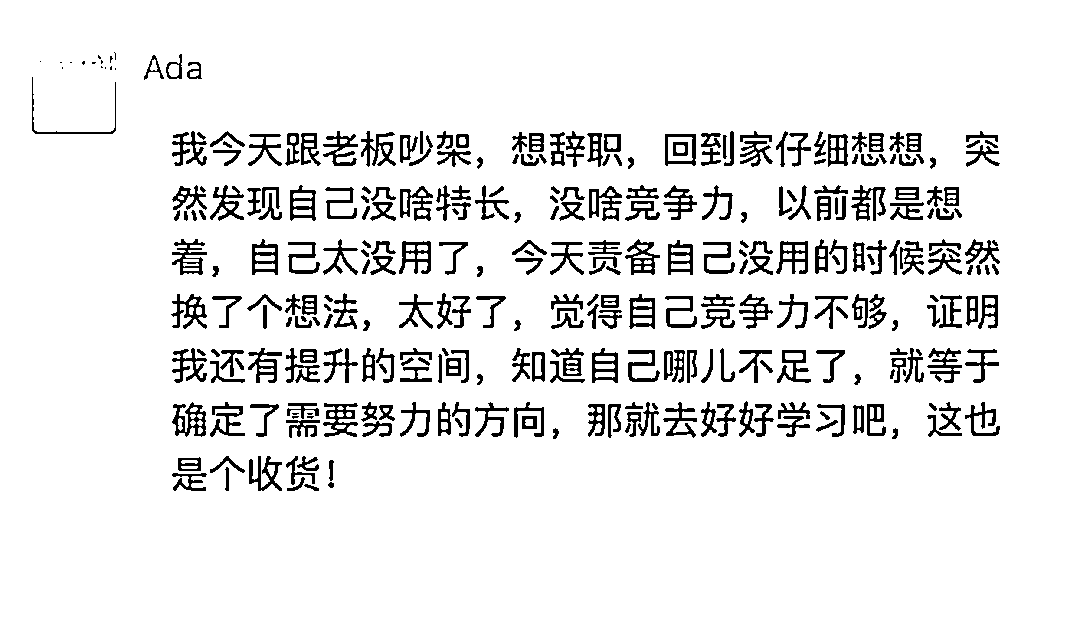 Ada
我今天跟老板吵架，想辞职，回到家仔细想想，突
然发现自己没啥特长，没啥竞争力，以前都是想
着，自己太没用了，今天责备自己没用的时候突然
换了个想法，太好了，觉得自己竞争力不够，证明
我还有提升的空间，知道自己哪儿不足了，就等于
确定了需要努力的方向，那就去好好学习吧，这也
是个收货！